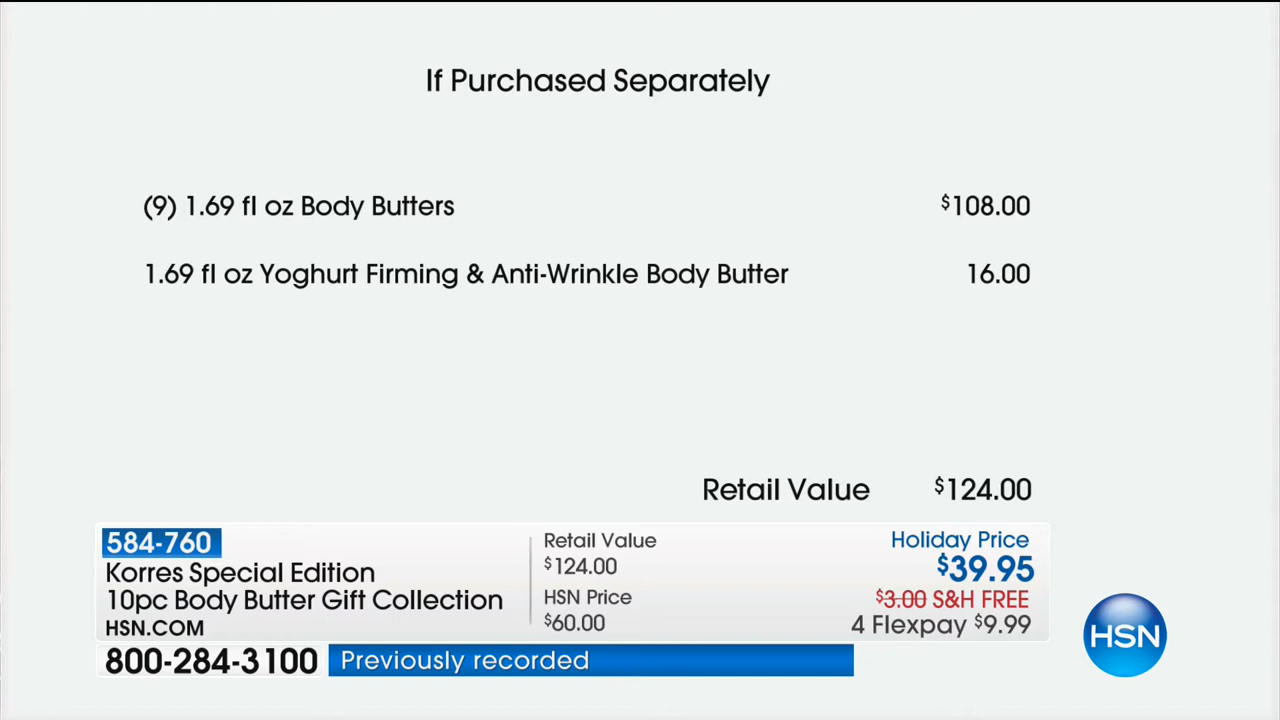 If Purchased Separately
(9) 1.69 fl oz Body Butters $108.00
1.69 fl oz Yoghurt Firming & Anti-Wrinkle Body Butter 16.00
Retail Value $124.00
584-760
Korres Special Edition
10pc Body Butter Gift Collection
HSN.COM
Retail Value
$124.00
HSN Price
$60.00
Holiday Price
$39.95
$3.00 S&H FREE
4 Flexpay $9.99
800-284-3100 Previously recorded
HSN